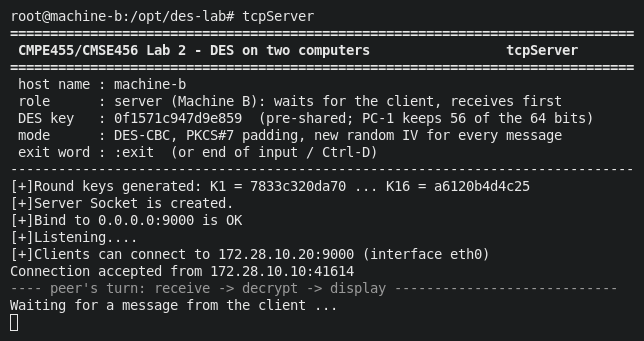 root@machine-b:/opt/des-lab# tcpServer
==============================================================================
CMPE455/CMSE456 Lab 2 - DES on two computers                 tcpServer
==============================================================================
host name : machine-b
role      : server (Machine B): waits for the client, receives first
DES key   : 0f1571c947d9e859  (pre-shared; PC-1 keeps 56 of the 64 bits)
mode      : DES-CBC, PKCS#7 padding, new random IV for every message
exit word : :exit  (or end of input / Ctrl-D)
------------------------------------------------------------------------------
[+]Round keys generated: K1 = 7833c320da70 ... K16 = a6120b4d4c25
[+]Server Socket is created.
[+]Bind to 0.0.0.0:9000 is OK
[+]Listening....
[+]Clients can connect to 172.28.10.20:9000 (interface eth0)
Connection accepted from 172.28.10.10:41614
---- peer's turn: receive -> decrypt -> display ----------------------------
Waiting for a message from the client ...